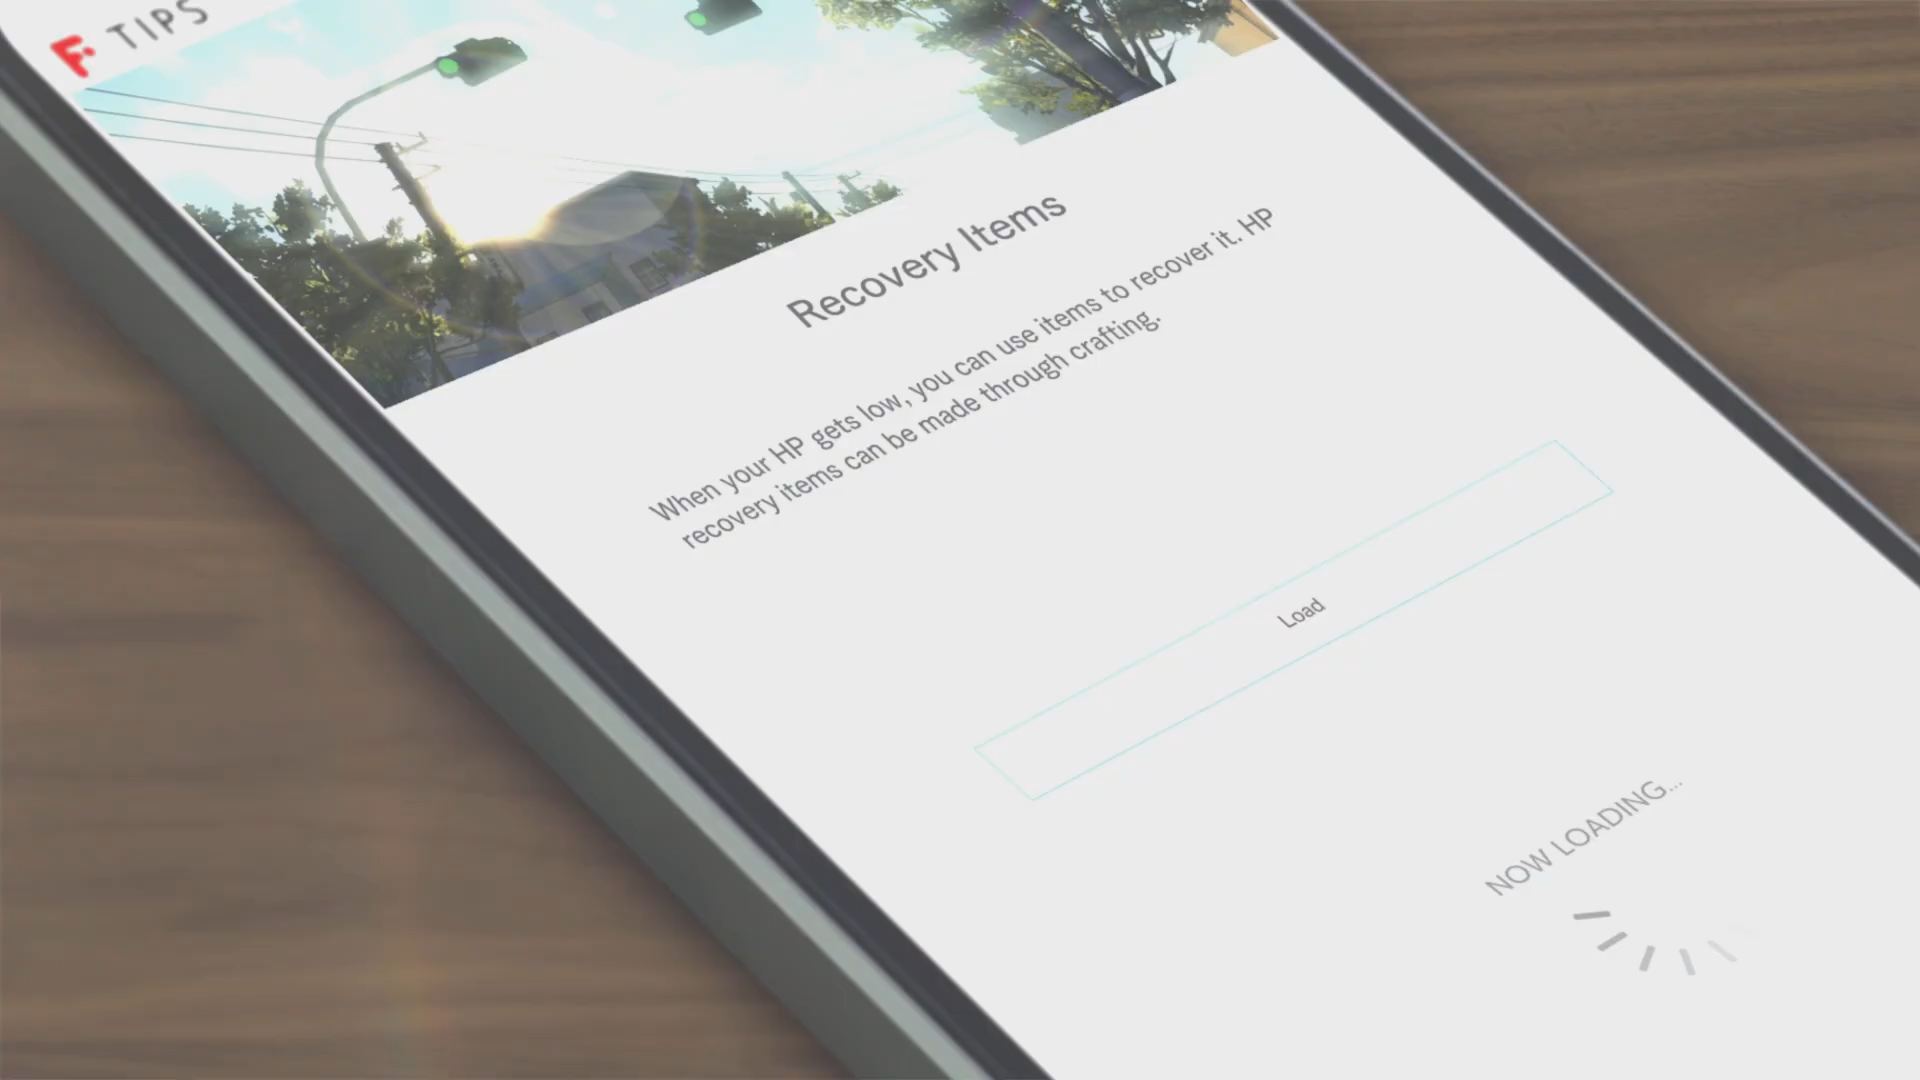 TIPS
Recovery Items
When your HP gets low, you can use items to recover it. HP
recovery items can be made through crafting.
Load
NOW LOADING...